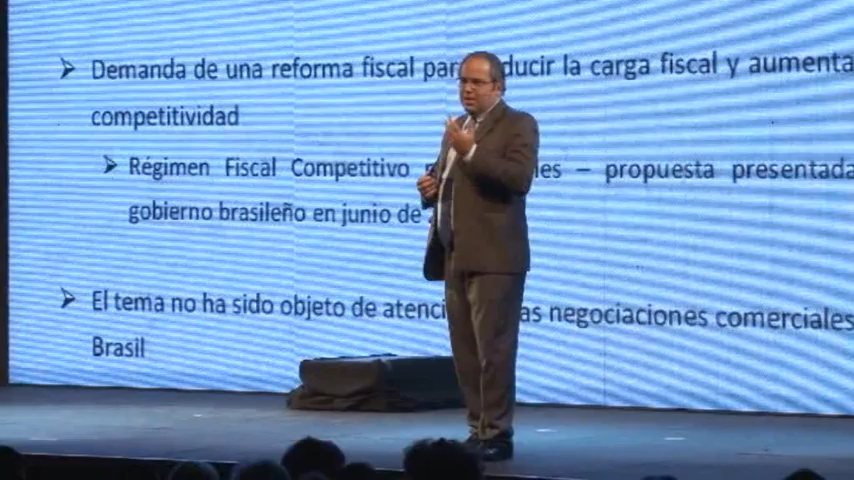 Demanda de una reforma fiscal par ducir la carga fiscal y aumenta
competitividad
Régimen Fiscal Competitivo es – propuesta presentada
gobierno brasileño en junio de
El tema no ha sido objeto de atenci as negociaciones comerciales
Brasil